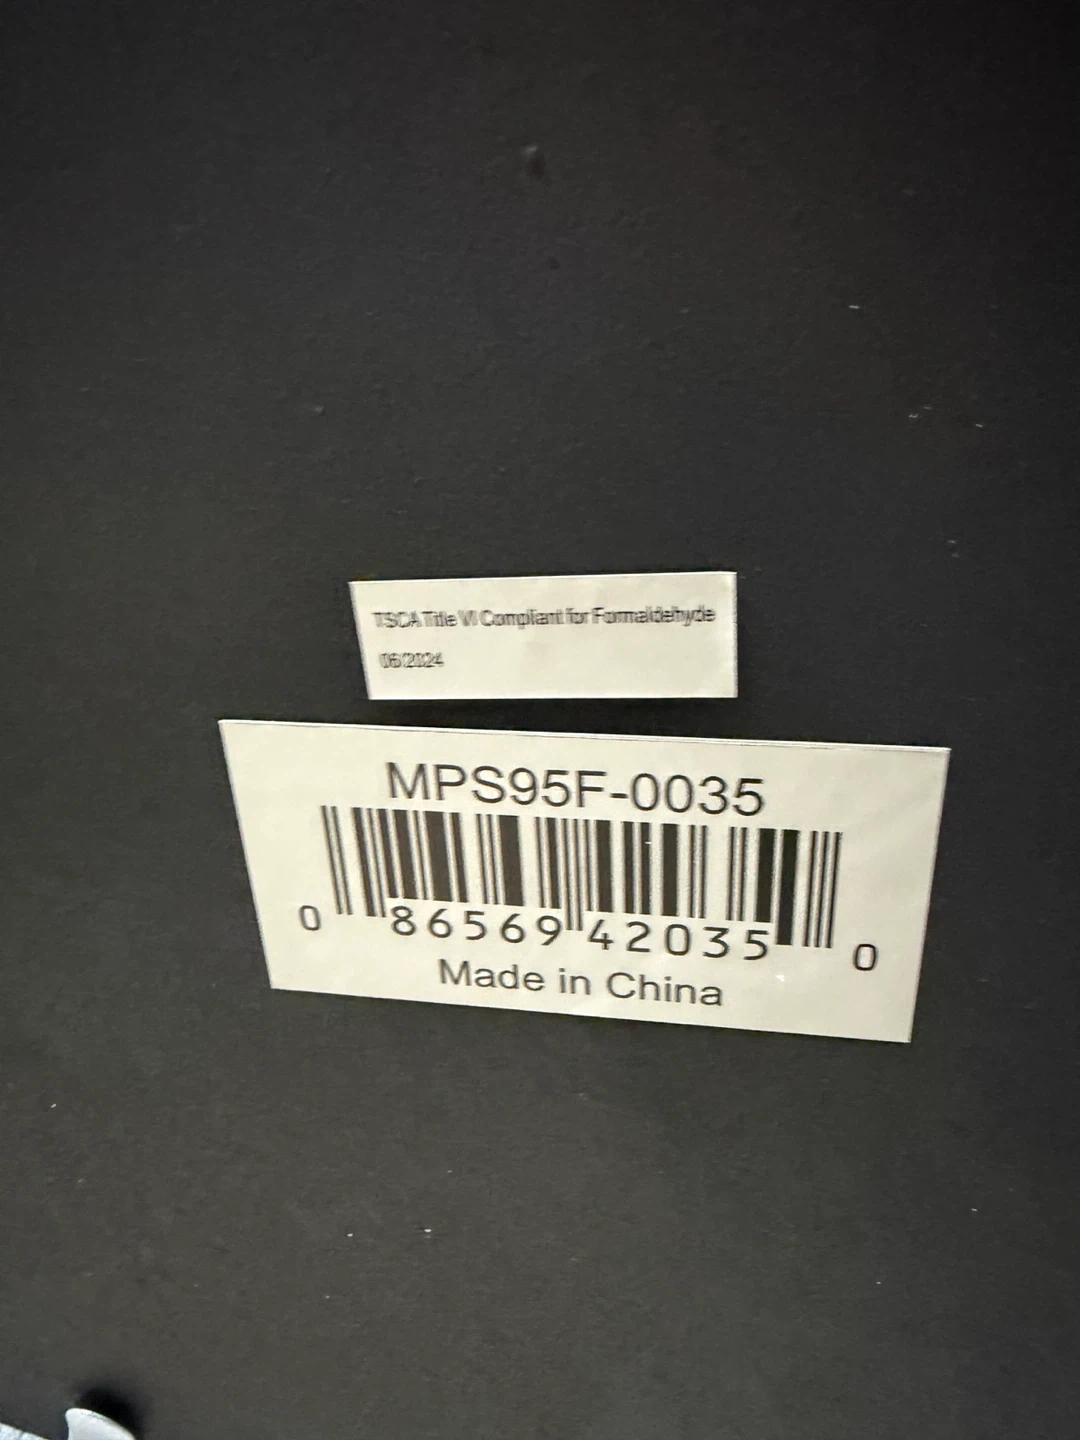 TSCA Title VI Compliant for Formaldehyde
06/2024
MPS95F-0035
0 86569 42035 0
Made in China